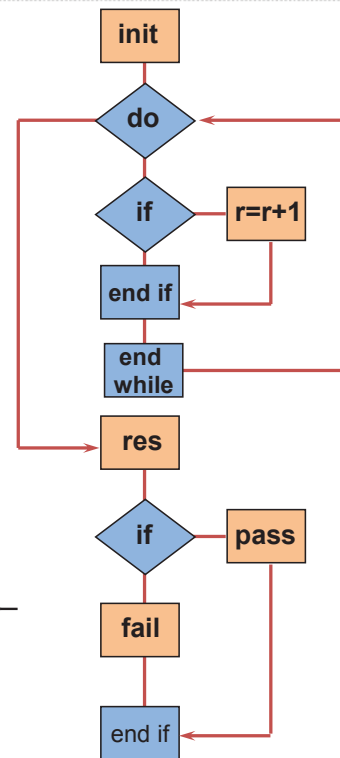 init
do
if
r=r+1
end if
end
while
res
if
pass
fail
end if